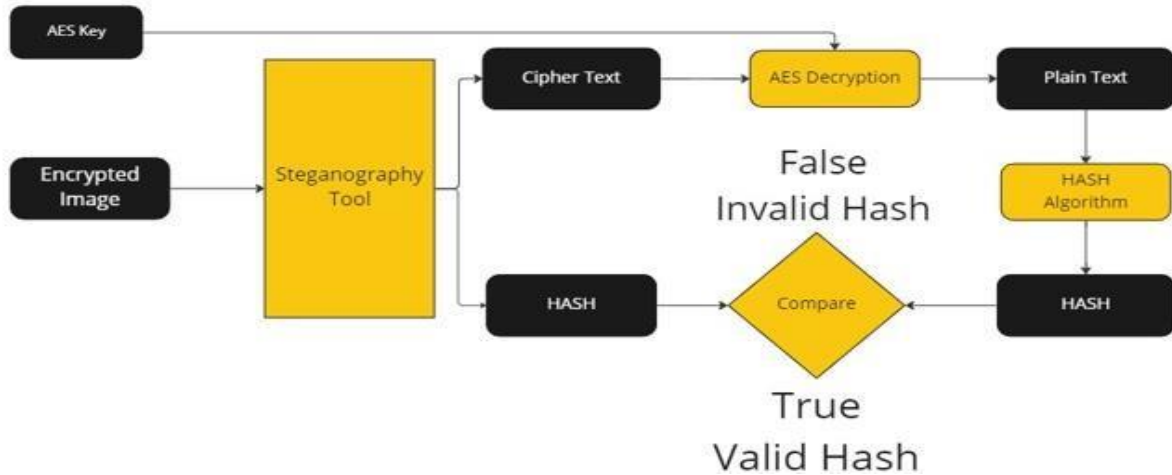 AES Key
Cipher Text
AES Decryption
Plain Text
Encrypted
Image
Steganography
Tool
False
Invalid Hash
HASH
Algorithm
HASH
Compare
HASH
True
Valid Hash